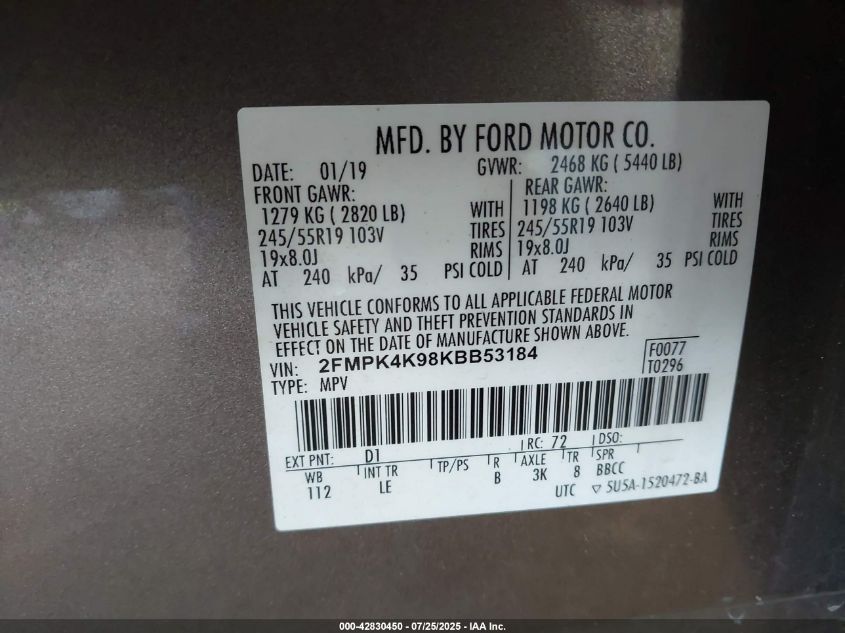 MFD. BY FORD MOTOR CO.
DATE: 01/19 GVWR: 2468 KG ( 5440 LB)
FRONT GAWR: REAR GAWR:
1279 KG ( 2820 LB) WITH 1198 KG ( 2640 LB) WITH
245/55R19 103V TIRES 245/55R19 103V TIRES
19x8.0J RIMS 19x8.0J RIMS
AT 240 kPa/ 35 PSI COLD AT 240 kPa/ 35 PSI COLD
THIS VEHICLE CONFORMS TO ALL APPLICABLE FEDERAL MOTOR
VEHICLE SAFETY AND THEFT PREVENTION STANDARDS IN
EFFECT ON THE DATE OF MANUFACTURE SHOWN ABOVE.
VIN: 2FMPK4K98KBB53184 F0077
TYPE: MPV T0296
EXT PNT: D1 RC: 72 DSO:
WB INT TR TP/PS R AXLE TR SPR
112 LE B 3K 8 BBCC
UTC ▽ 5U5A-1520472-BA
000-42830450 - 07/25/2025 - IAA Inc.